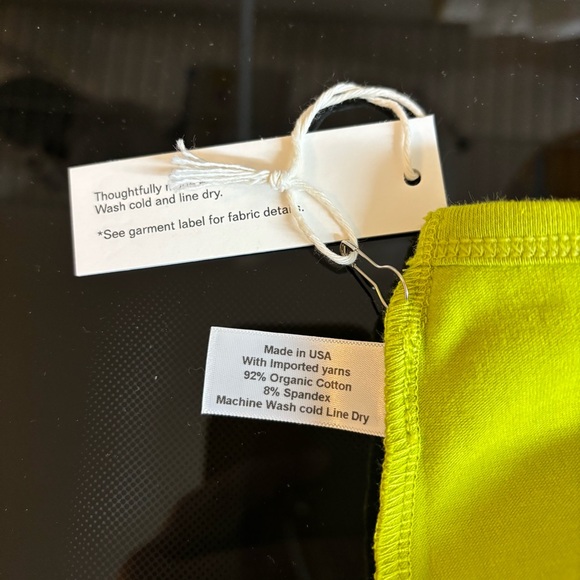 Thoughtfully
Wash cold and line dry.
*See garment label for fabric details.
Made in USA
With Imported yarns
92% Organic Cotton
8% Spandex
Machine Wash cold Line Dry